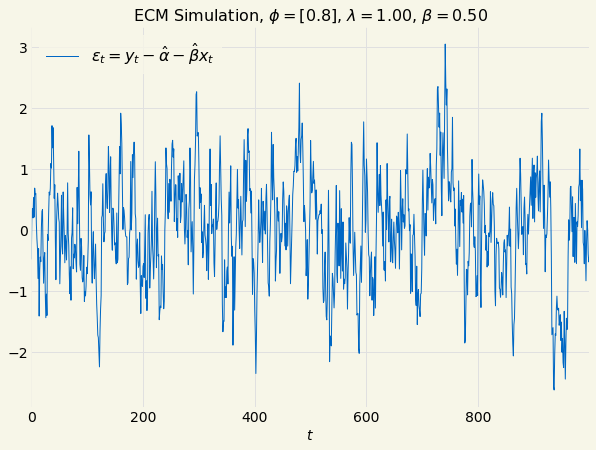 ECM Simulation, ϕ = [0.8], λ = 1.00, β = 0.50
ε_t = y_t − α̂ − β̂x_t
3
2
1
0
−1
−2
0 200 400 600 800
t